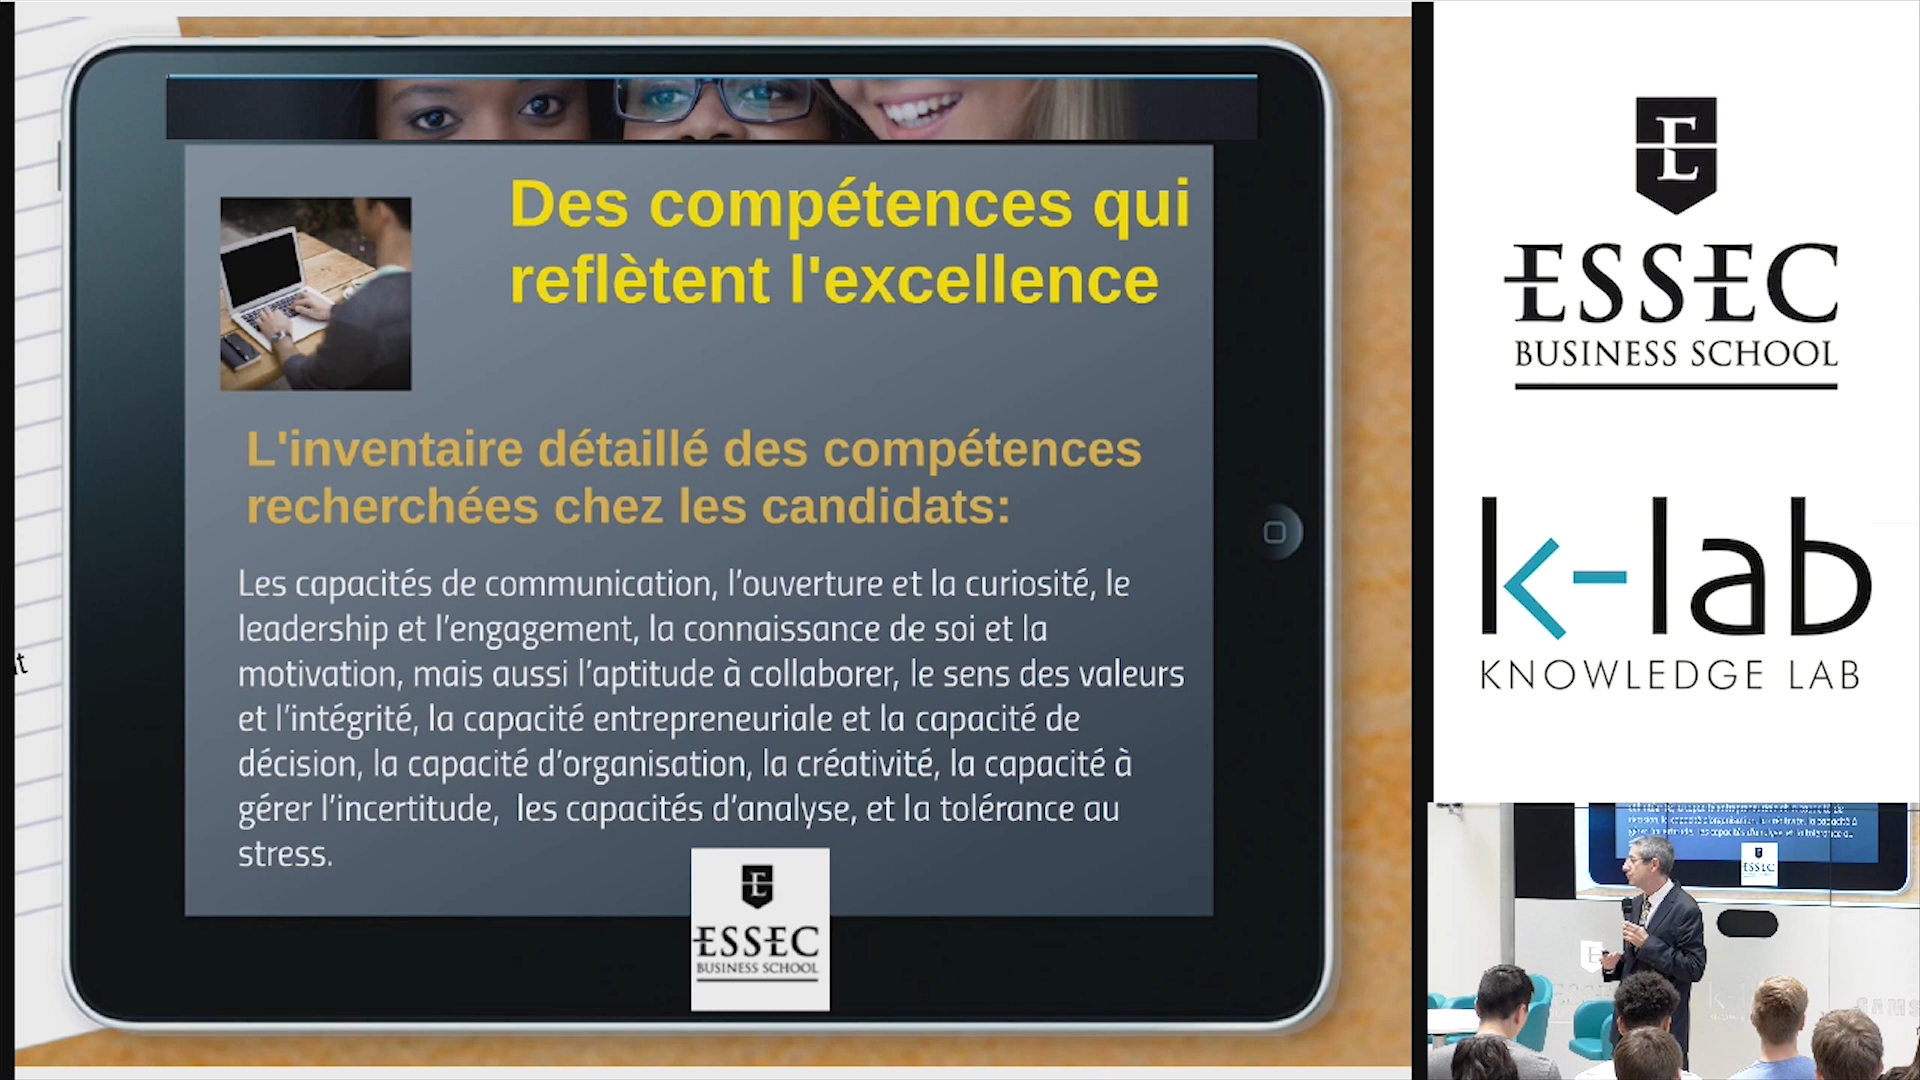 Des compétences qui
reflètent l'excellence
L'inventaire détaillé des compétences
recherchées chez les candidats:
Les capacités de communication, l’ouverture et la curiosité, le
leadership et l’engagement, la connaissance de soi et la
motivation, mais aussi l’aptitude à collaborer, le sens des valeurs
et l’intégrité, la capacité entrepreneuriale et la capacité de
décision, la capacité d’organisation, la créativité, la capacité à
gérer l’incertitude, les capacités d’analyse, et la tolérance au
stress.
ESSEC
BUSINESS SCHOOL
ESSEC
BUSINESS SCHOOL
k-lab
KNOWLEDGE LAB
ESSEC